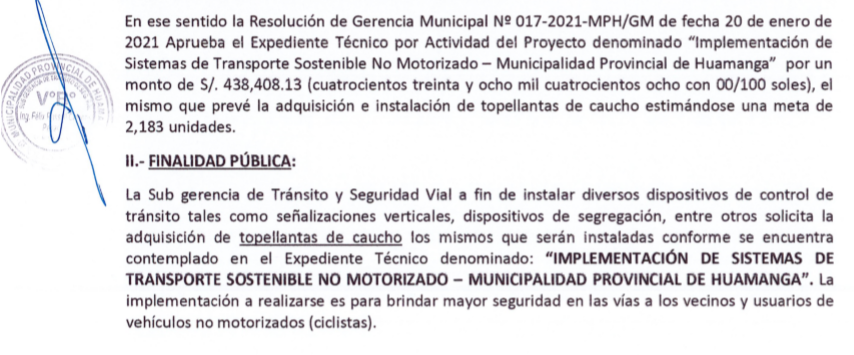 En ese sentido la Resolución de Gerencia Municipal Nº 017-2021-MPH/GM de fecha 20 de enero de
2021 Aprueba el Expediente Técnico por Actividad del Proyecto denominado "Implementación de
Sistemas de Transporte Sostenible No Motorizado – Municipalidad Provincial de Huamanga" por un
monto de S/. 438,408.13 (cuatrocientos treinta y ocho mil cuatrocientos ocho con 00/100 soles), el
mismo que prevé la adquisición e instalación de topellantas de caucho estimándose una meta de
2,183 unidades.
MUNICIPALIDAD PROVINCIAL DE
VºBº
Ing.
II.- FINALIDAD PÚBLICA:
La Sub gerencia de Tránsito y Seguridad Vial a fin de instalar diversos dispositivos de control de
tránsito tales como señalizaciones verticales, dispositivos de segregación, entre otros solicita la
adquisición de topellantas de caucho los mismos que serán instaladas conforme se encuentra
contemplado en el Expediente Técnico denominado: "IMPLEMENTACIÓN DE SISTEMAS DE
TRANSPORTE SOSTENIBLE NO MOTORIZADO – MUNICIPALIDAD PROVINCIAL DE HUAMANGA". La
implementación a realizarse es para brindar mayor seguridad en las vías a los vecinos y usuarios de
vehículos no motorizados (ciclistas).